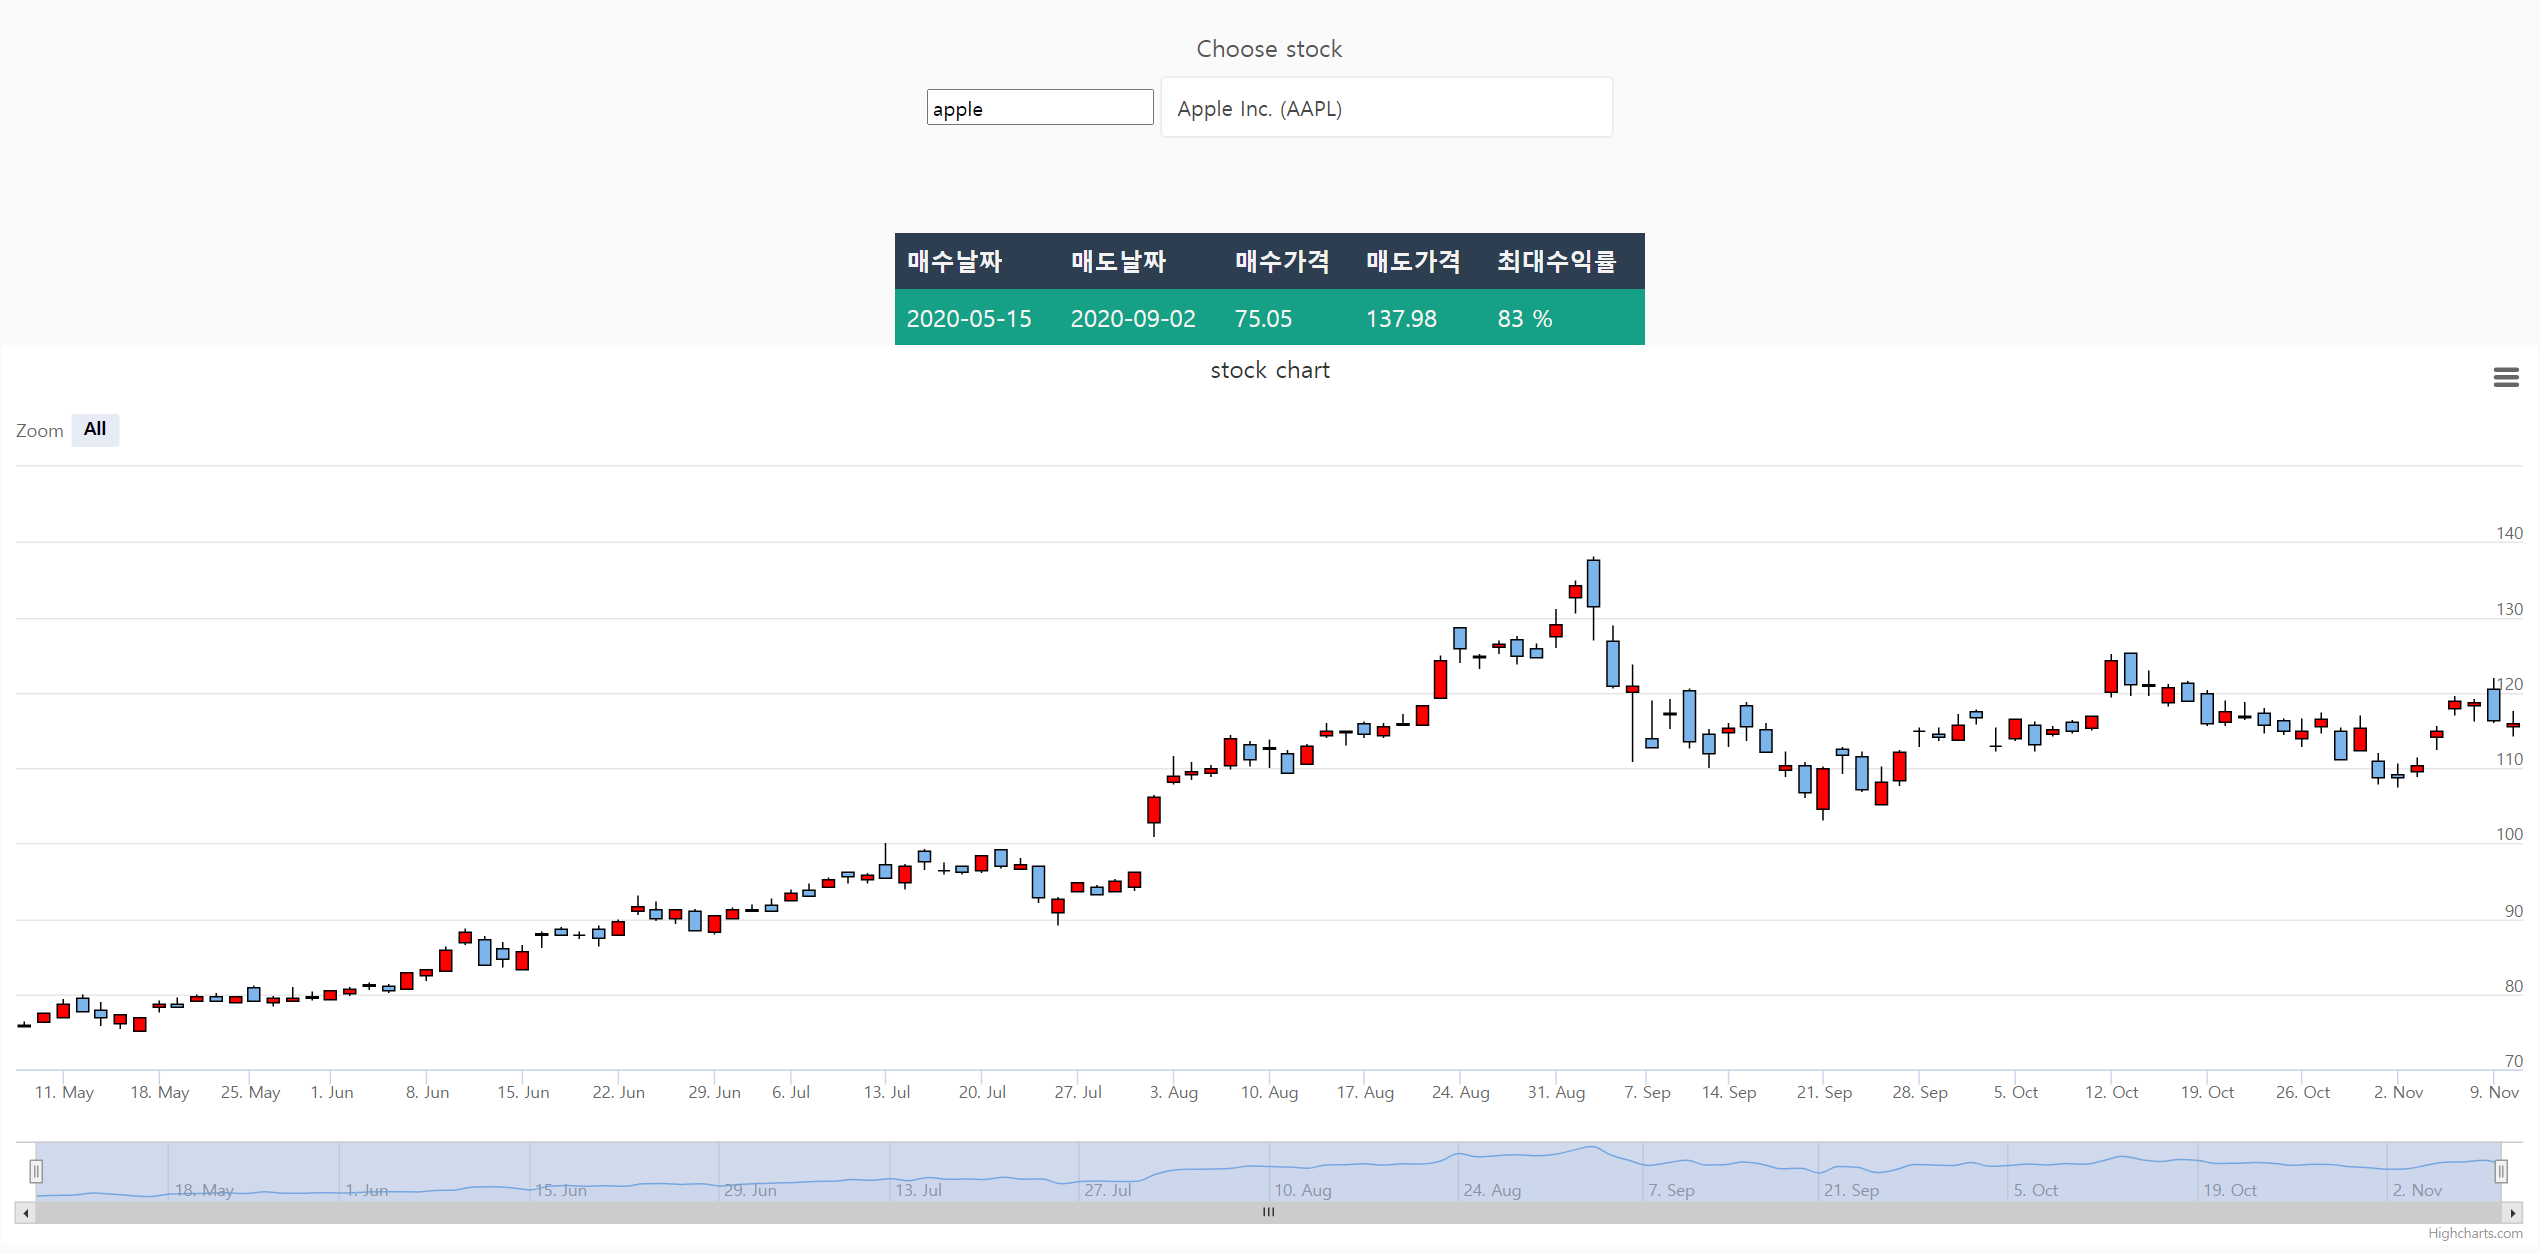 Choose stock
apple
Apple Inc. (AAPL)
매수날짜 매도날짜 매수가격 매도가격 최대수익률
2020-05-15 2020-09-02 75.05 137.98 83 %
stock chart
Zoom All
140
130
120
110
100
90
80
70
11. May 18. May 25. May 1. Jun 8. Jun 15. Jun 22. Jun 29. Jun 6. Jul 13. Jul 20. Jul 27. Jul 3. Aug 10. Aug 17. Aug 24. Aug 31. Aug 7. Sep 14. Sep 21. Sep 28. Sep 5. Oct 12. Oct 19. Oct 26. Oct 2. Nov 9. Nov
18. May 1. Jun 15. Jun 29. Jun 13. Jul 27. Jul 10. Aug 24. Aug 7. Sep 21. Sep 5. Oct 19. Oct 2. Nov
Highcharts.com